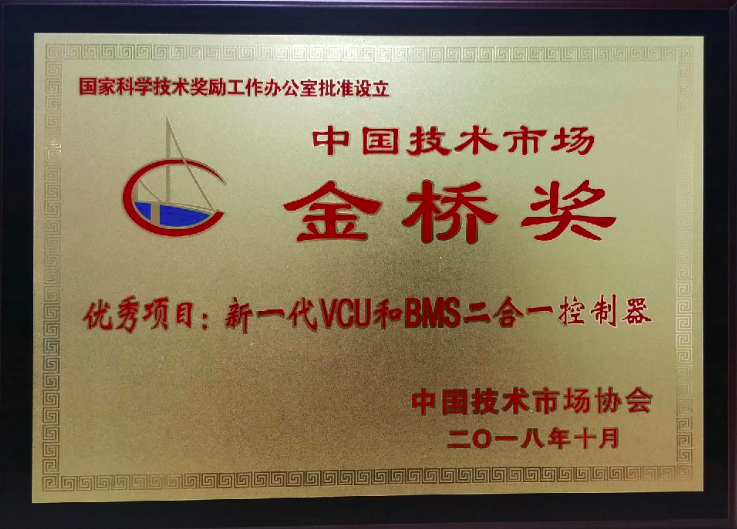 国家科学技术奖励工作办公室批准设立
中国技术市场
金桥奖
优秀项目：新一代VCU和BMS二合一控制器
中国技术市场协会
二〇一八年十月